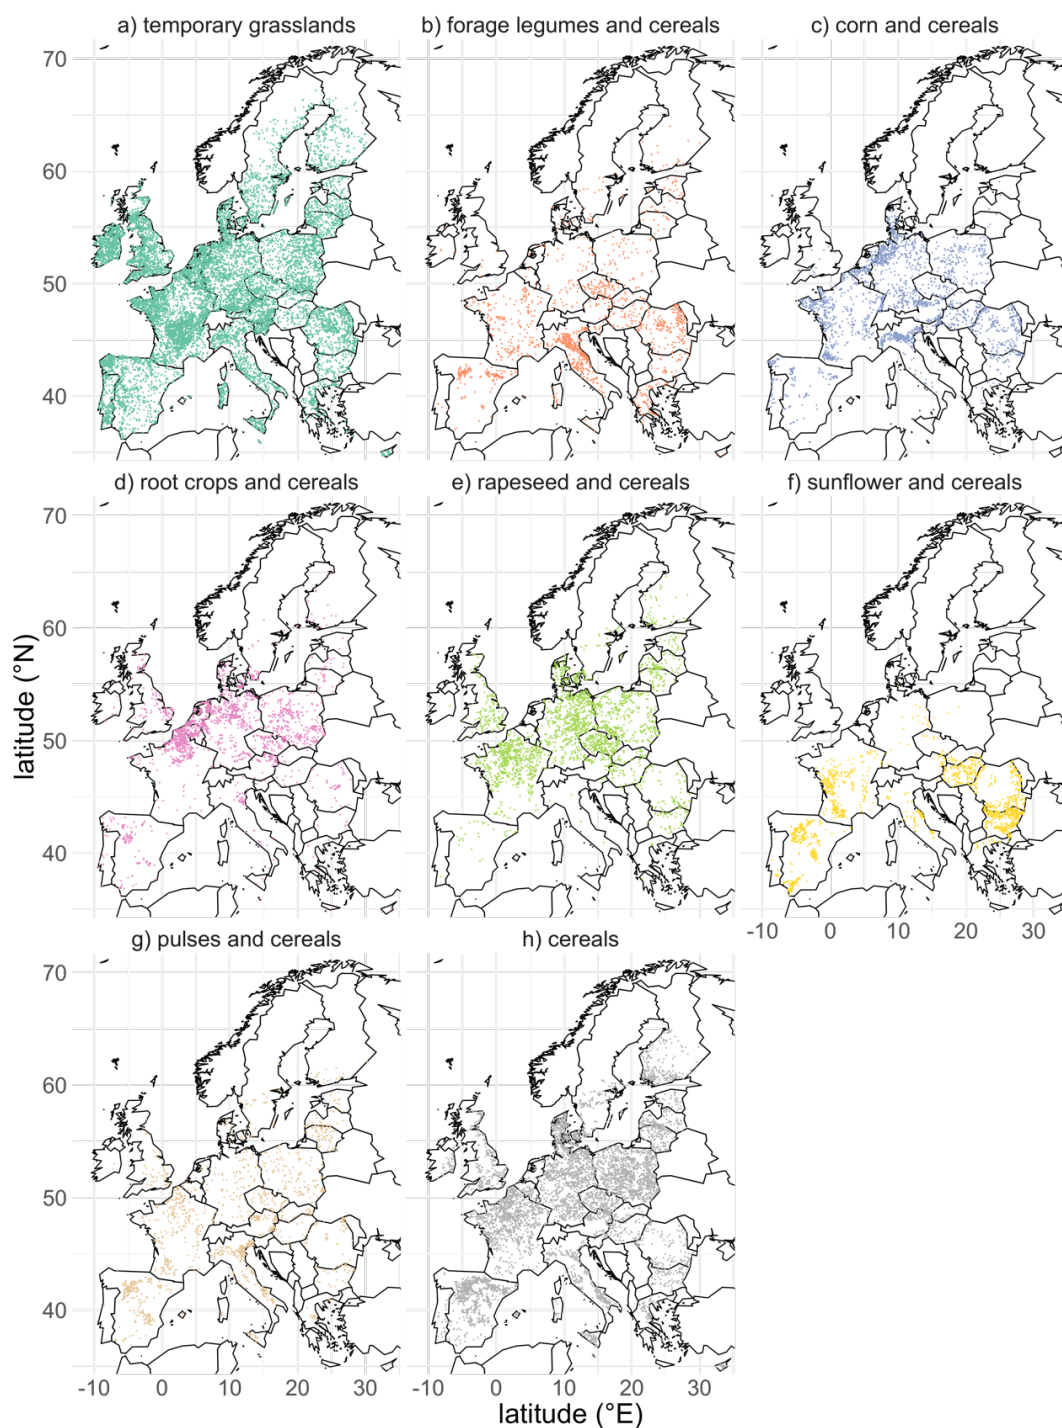 a) temporary grasslands b) forage legumes and cereals c) corn and cereals
70
60
50
40
d) root crops and cereals e) rapeseed and cereals f) sunflower and cereals
70
60
50
40
-10 0 10 20 30
latitude (°N)
g) pulses and cereals h) cereals
70
60
50
40
-10 0 10 20 30 -10 0 10 20 30
latitude (°E)